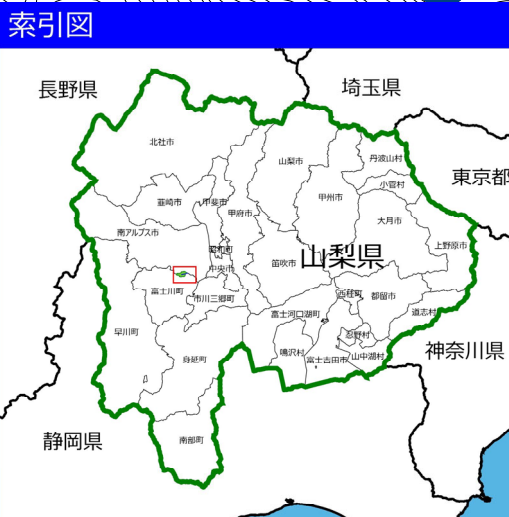 索引図
長野県
埼玉県
北杜市
山梨市
丹波山村
東京都
小菅村
韮崎市
甲斐市
甲州市
甲府市
大月市
南アルプス市
昭和町
上野原市
山梨県
笛吹市
中央市
富士川町
市川三郷町
西桂町
都留市
道志村
富士河口湖町
早川町
忍野村
神奈川県
鳴沢村
富士吉田市
山中湖村
身延町
静岡県
南部町